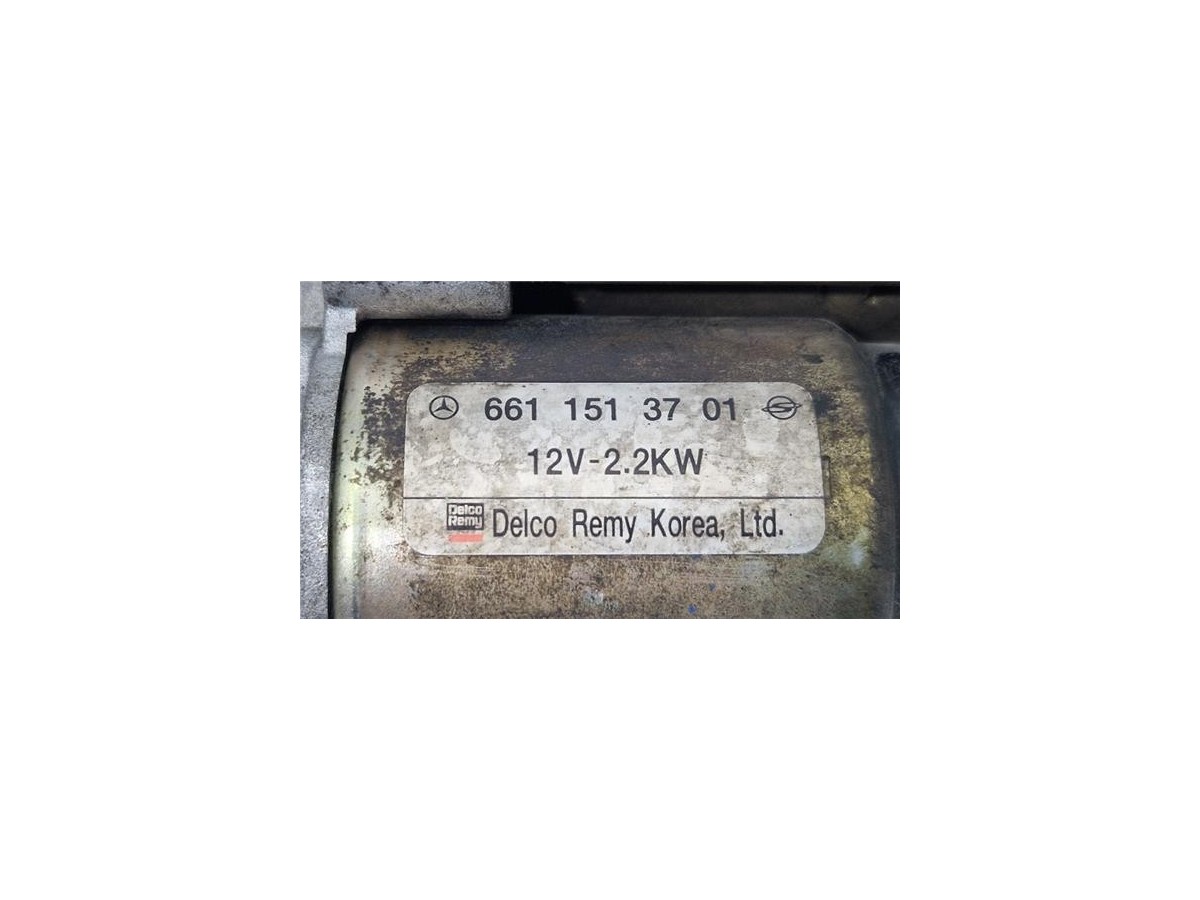 661 151 37 01
12V-2.2KW
Delco Remy Delco Remy Korea, Ltd.